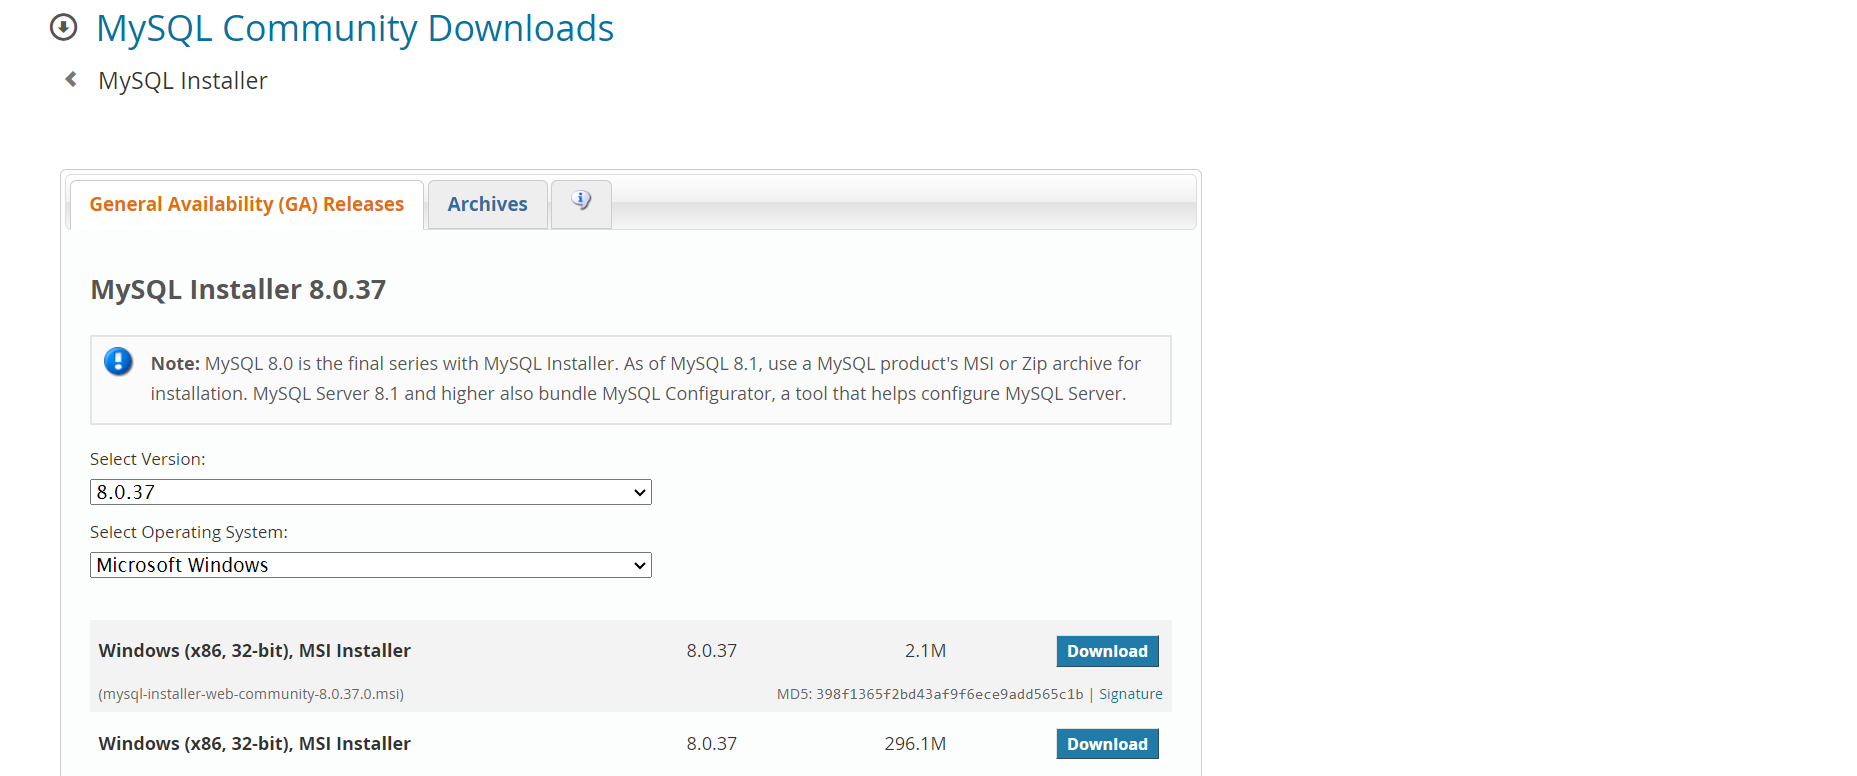 MySQL Community Downloads
MySQL Installer
General Availability (GA) Releases
Archives
MySQL Installer 8.0.37
Note: MySQL 8.0 is the final series with MySQL Installer. As of MySQL 8.1, use a MySQL product's MSI or Zip archive for
installation. MySQL Server 8.1 and higher also bundle MySQL Configurator, a tool that helps configure MySQL Server.
Select Version:
8.0.37
Select Operating System:
Microsoft Windows
Windows (x86, 32-bit), MSI Installer 8.0.37 2.1M Download
(mysql-installer-web-community-8.0.37.0.msi) MD5: 398f1365f2bd43af9f6ece9add565c1b | Signature
Windows (x86, 32-bit), MSI Installer 8.0.37 296.1M Download